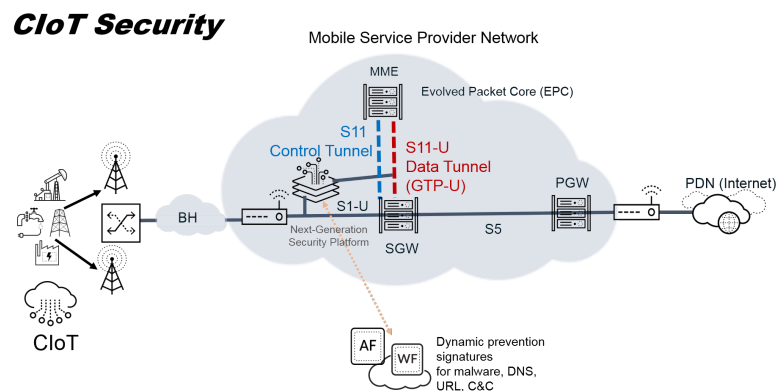 CIoT Security
Mobile Service Provider Network
MME
Evolved Packet Core (EPC)
S11
Control Tunnel
S11-U
Data Tunnel
(GTP-U)
PGW
PDN (Internet)
BH
S1-U
Next-Generation
Security Platform
SGW
S5
CIoT
AF
WF
Dynamic prevention
signatures
for malware, DNS,
URL, C&C